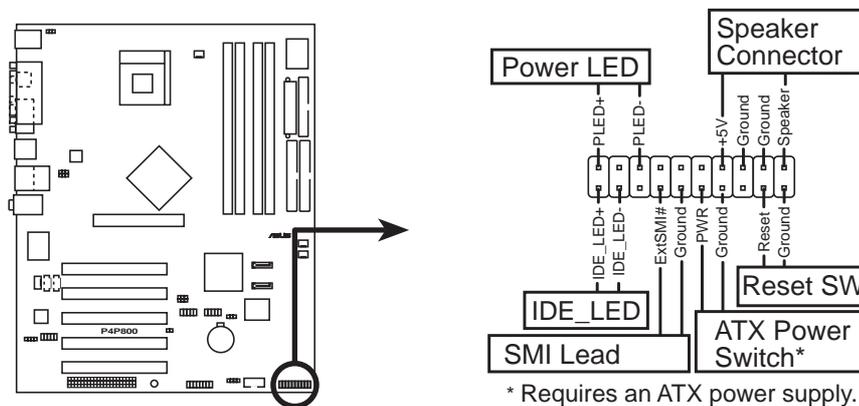 Speaker
Connector
Power LED
PLED+
PLED-
+5V
Ground
Ground
Speaker
IDE_LED+
IDE_LED-
ExtSMI#
Ground
PWR
Ground
Reset
Ground
Reset SW
IDE_LED
ATX Power
Switch*
SMI Lead
* Requires an ATX power supply.
ASUS
P4P800